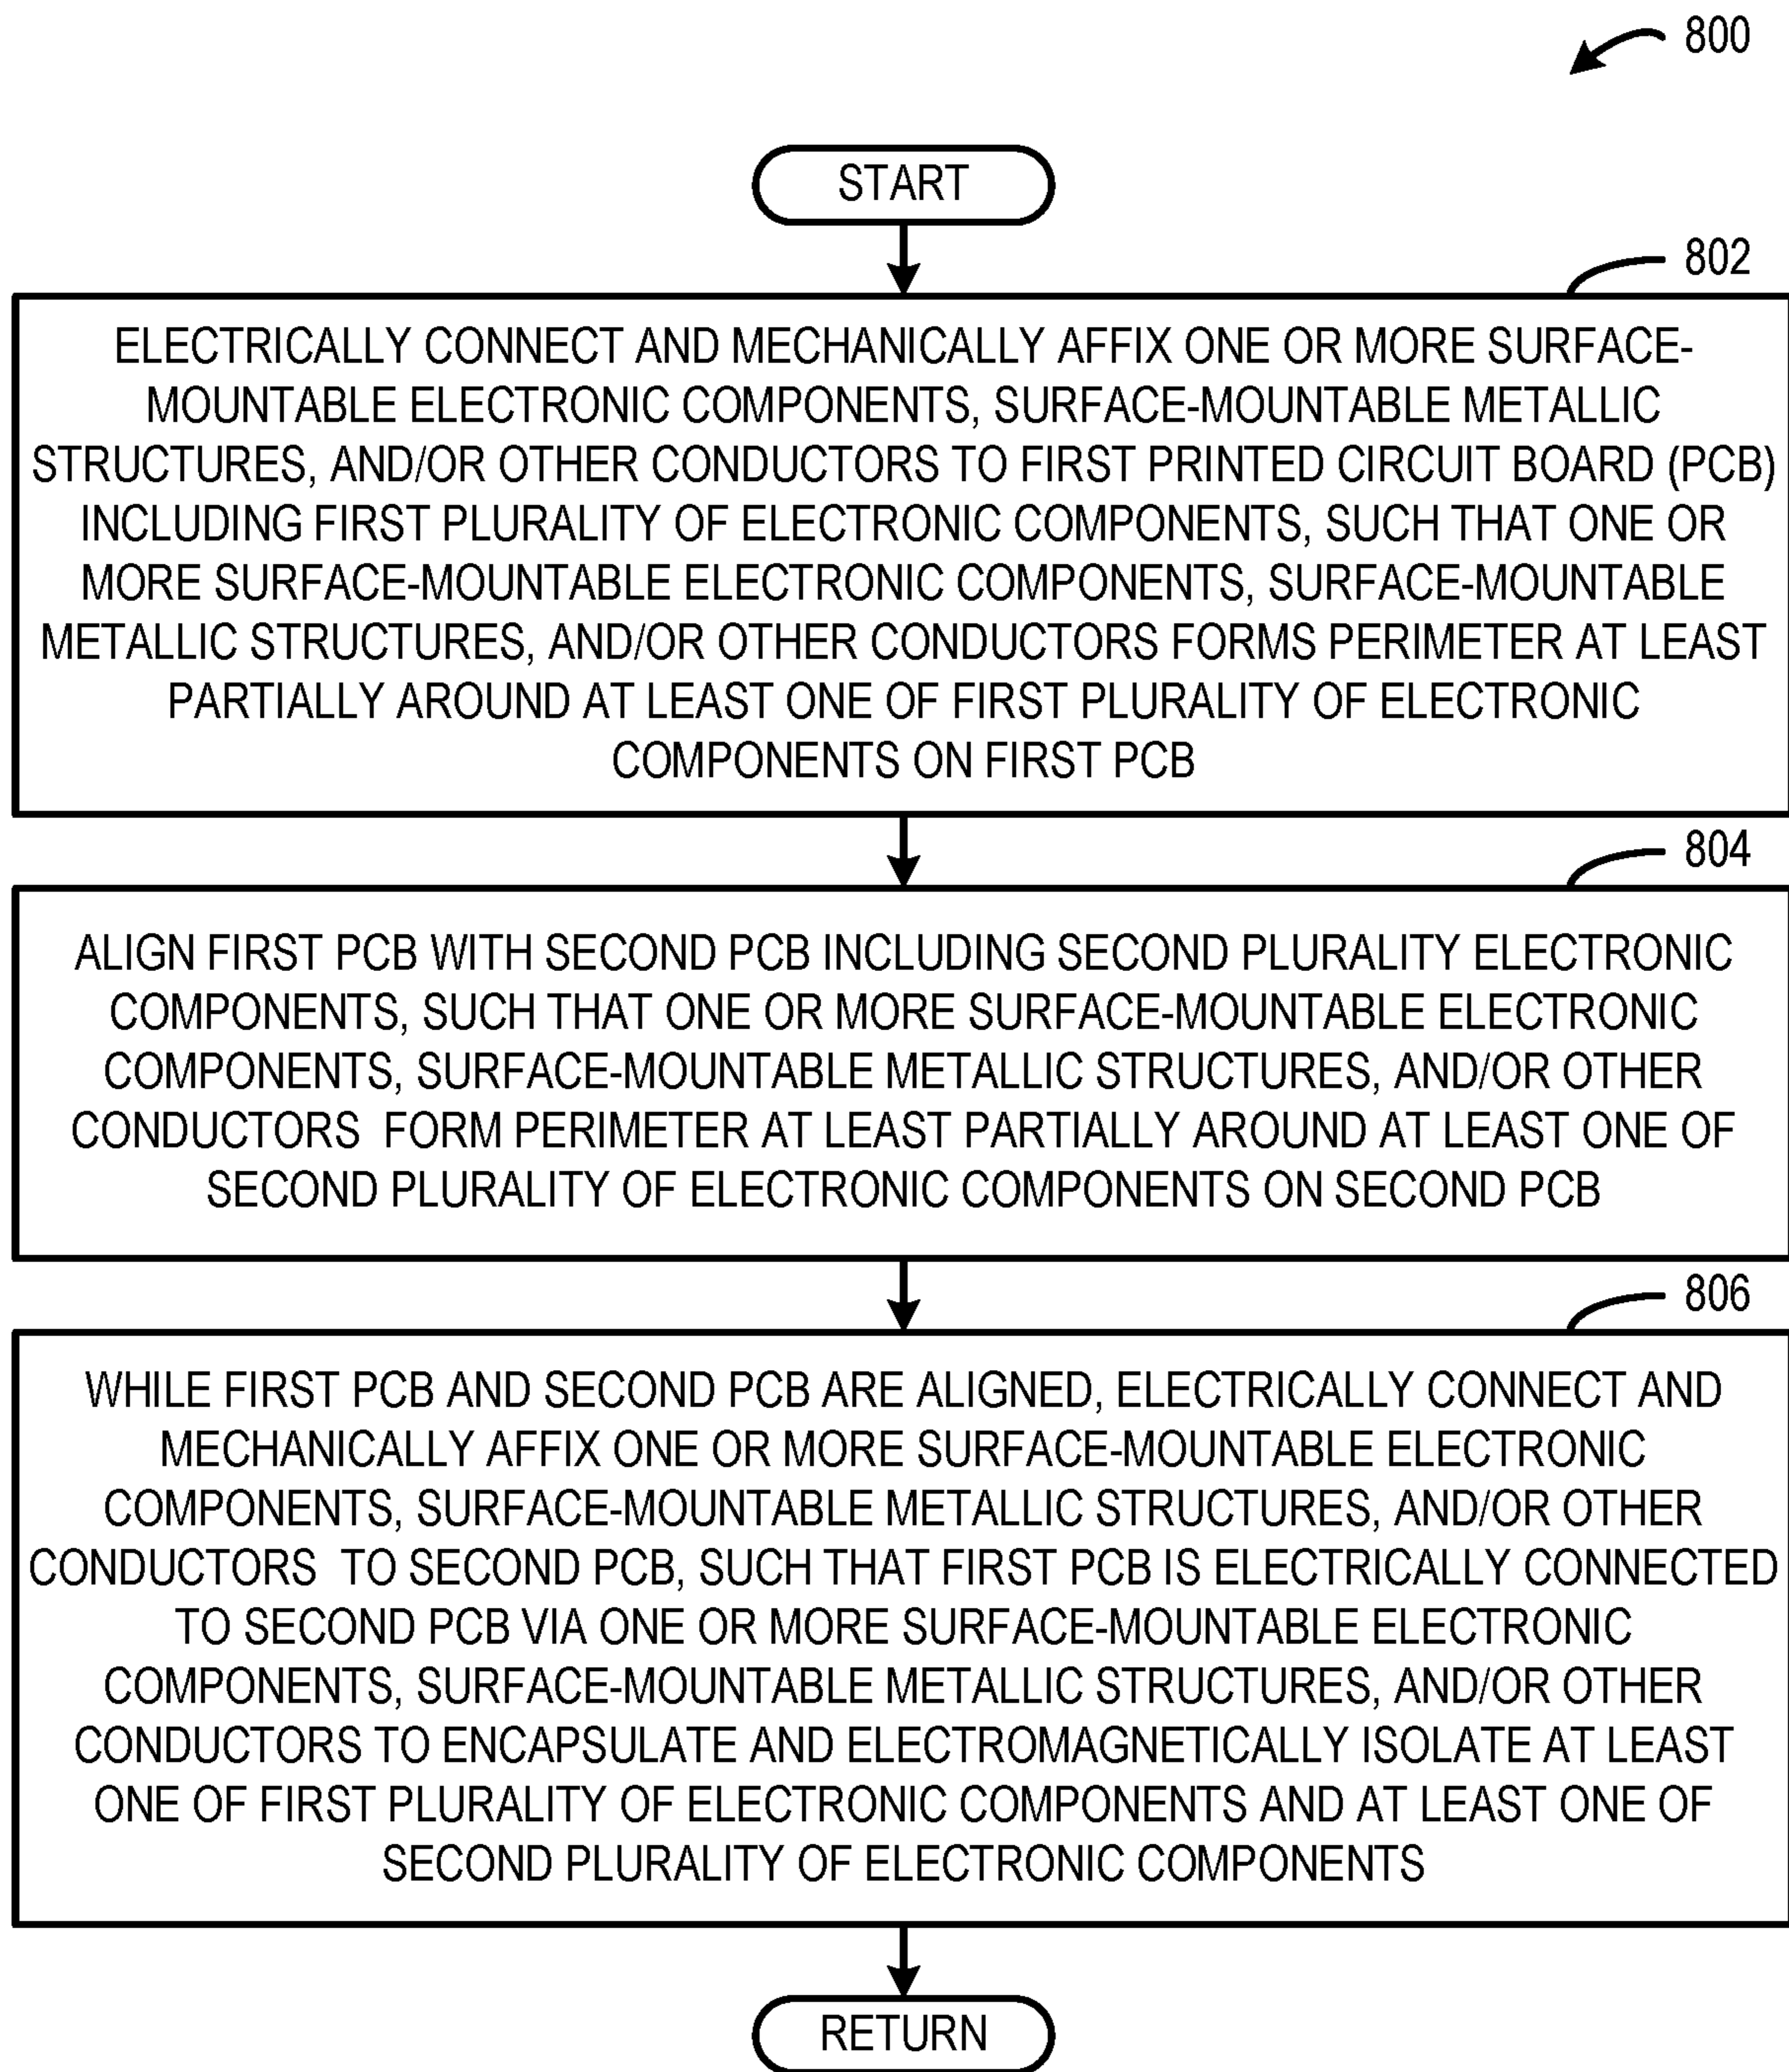 800
START
802
ELECTRICALLY CONNECT AND MECHANICALLY AFFIX ONE OR MORE SURFACE-
MOUNTABLE ELECTRONIC COMPONENTS, SURFACE-MOUNTABLE METALLIC
STRUCTURES, AND/OR OTHER CONDUCTORS TO FIRST PRINTED CIRCUIT BOARD (PCB)
INCLUDING FIRST PLURALITY OF ELECTRONIC COMPONENTS, SUCH THAT ONE OR
MORE SURFACE-MOUNTABLE ELECTRONIC COMPONENTS, SURFACE-MOUNTABLE
METALLIC STRUCTURES, AND/OR OTHER CONDUCTORS FORMS PERIMETER AT LEAST
PARTIALLY AROUND AT LEAST ONE OF FIRST PLURALITY OF ELECTRONIC
COMPONENTS ON FIRST PCB
804
ALIGN FIRST PCB WITH SECOND PCB INCLUDING SECOND PLURALITY ELECTRONIC
COMPONENTS, SUCH THAT ONE OR MORE SURFACE-MOUNTABLE ELECTRONIC
COMPONENTS, SURFACE-MOUNTABLE METALLIC STRUCTURES, AND/OR OTHER
CONDUCTORS FORM PERIMETER AT LEAST PARTIALLY AROUND AT LEAST ONE OF
SECOND PLURALITY OF ELECTRONIC COMPONENTS ON SECOND PCB
806
WHILE FIRST PCB AND SECOND PCB ARE ALIGNED, ELECTRICALLY CONNECT AND
MECHANICALLY AFFIX ONE OR MORE SURFACE-MOUNTABLE ELECTRONIC
COMPONENTS, SURFACE-MOUNTABLE METALLIC STRUCTURES, AND/OR OTHER
CONDUCTORS TO SECOND PCB, SUCH THAT FIRST PCB IS ELECTRICALLY CONNECTED
TO SECOND PCB VIA ONE OR MORE SURFACE-MOUNTABLE ELECTRONIC
COMPONENTS, SURFACE-MOUNTABLE METALLIC STRUCTURES, AND/OR OTHER
CONDUCTORS TO ENCAPSULATE AND ELECTROMAGNETICALLY ISOLATE AT LEAST
ONE OF FIRST PLURALITY OF ELECTRONIC COMPONENTS AND AT LEAST ONE OF
SECOND PLURALITY OF ELECTRONIC COMPONENTS
RETURN